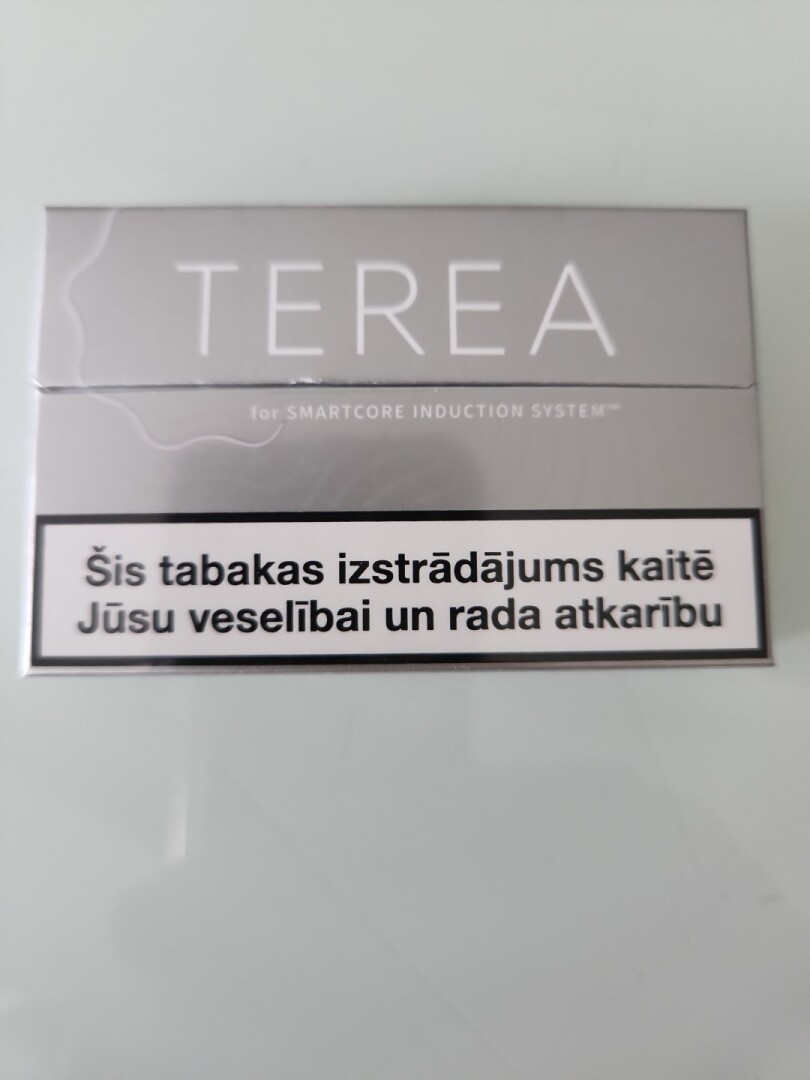 TEREA
for SMARTCORE INDUCTION SYSTEM™
Šis tabakas izstrādājums kaitē
Jūsu veselībai un rada atkarību